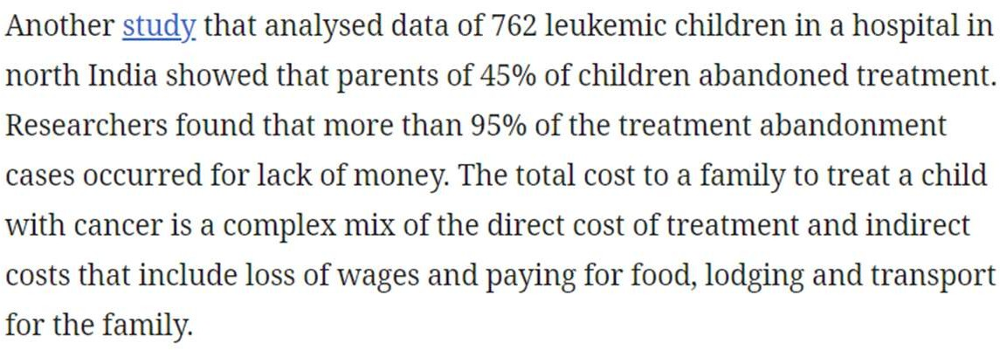 Another study that analysed data of 762 leukemic children in a hospital in
north India showed that parents of 45% of children abandoned treatment.
Researchers found that more than 95% of the treatment abandonment
cases occurred for lack of money. The total cost to a family to treat a child
with cancer is a complex mix of the direct cost of treatment and indirect
costs that include loss of wages and paying for food, lodging and transport
for the family.